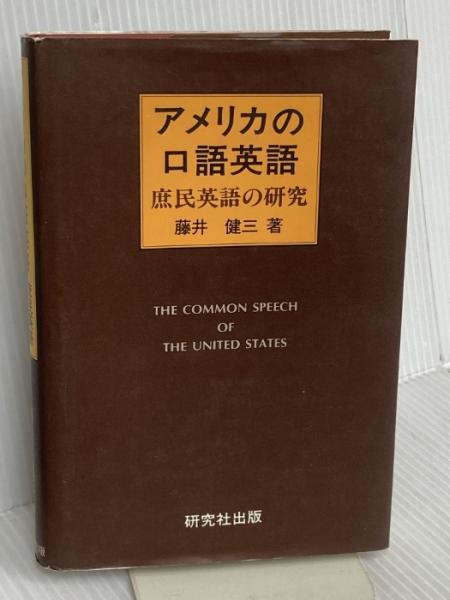 アメリカの
口語英語
庶民英語の研究
藤井 健三 著
THE COMMON SPEECH
OF
THE UNITED STATES
研究社出版